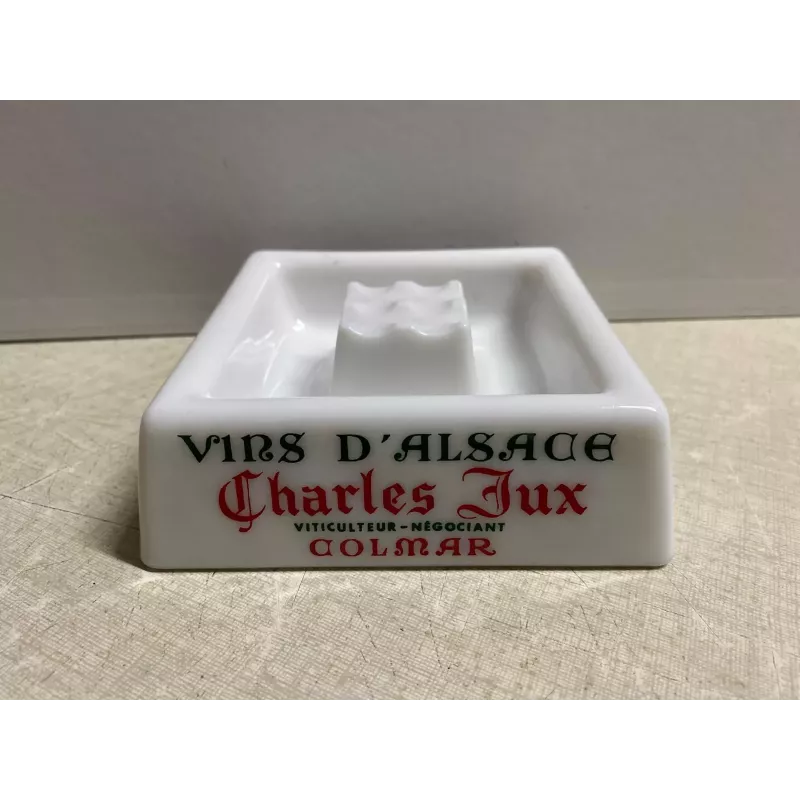 VINS D'ALSACE
Charles Jux
VITICULTEUR-NÉGOCIANT
COLMAR